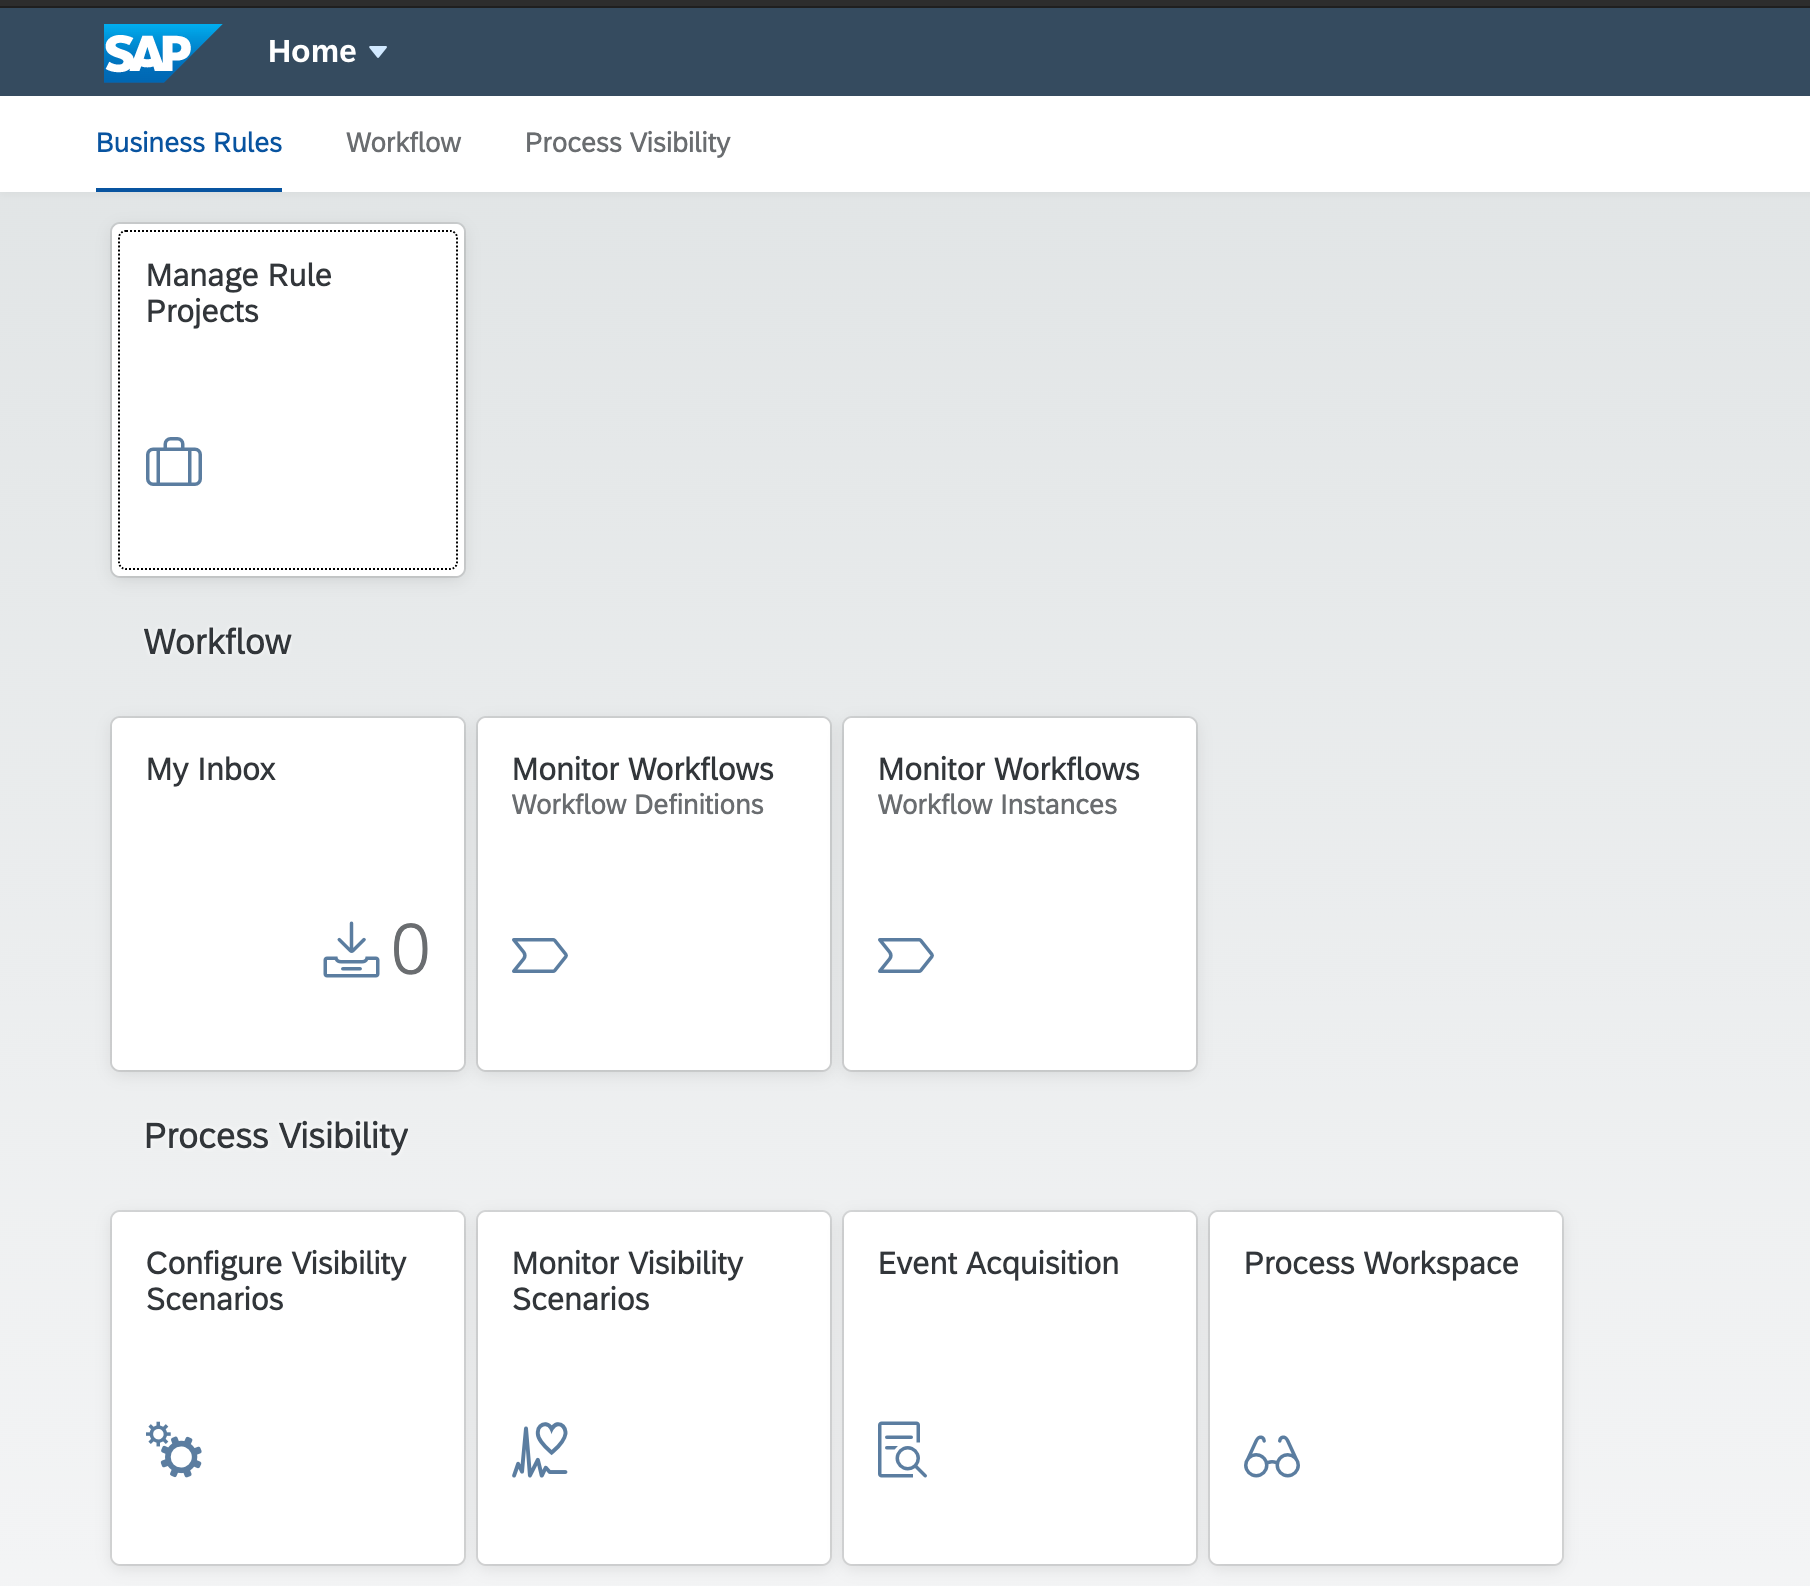 SAP
Home
Business Rules
Workflow
Process Visibility
Manage Rule
Projects
Workflow
My Inbox
0
Monitor Workflows
Workflow Definitions
Monitor Workflows
Workflow Instances
Process Visibility
Configure Visibility
Scenarios
Monitor Visibility
Scenarios
Event Acquisition
Process Workspace